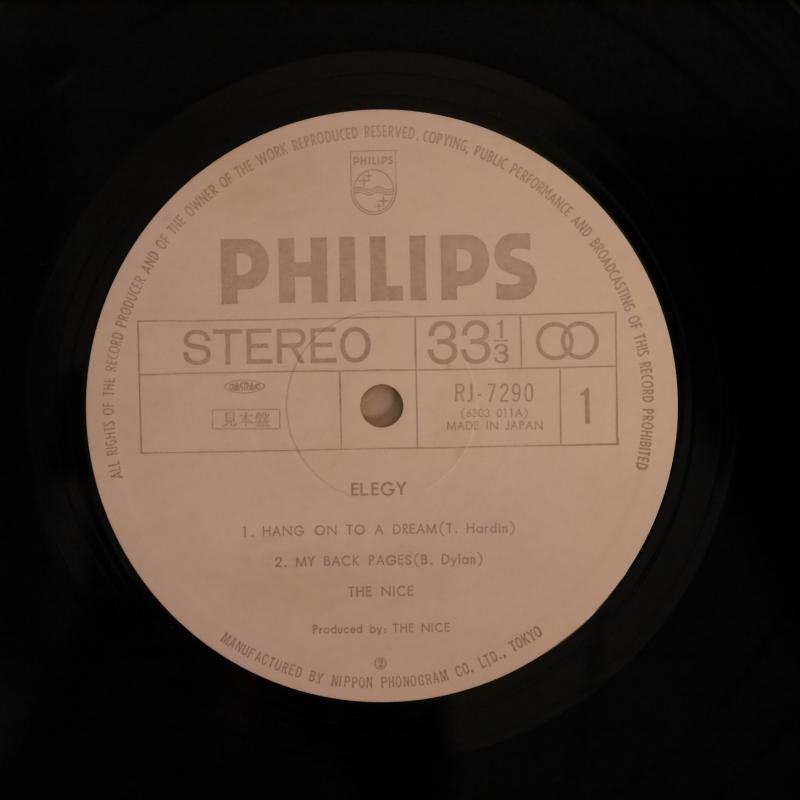 ALL RIGHTS OF THE RECORD PRODUCER AND OF THE OWNER OF THE WORK REPRODUCED RESERVED. COPYING, PUBLIC PERFORMANCE AND BROADCASTING OF THIS RECORD PROHIBITED
PHILIPS
PHILIPS
STEREO 33 1/3
RJ-7290
(6303 011A)
MADE IN JAPAN
1
見本盤
ELEGY
1. HANG ON TO A DREAM(T. Hardin)
2. MY BACK PAGES(B. Dylan)
THE NICE
Produced by: THE NICE
②
MANUFACTURED BY NIPPON PHONOGRAM CO. LTD., TOKYO